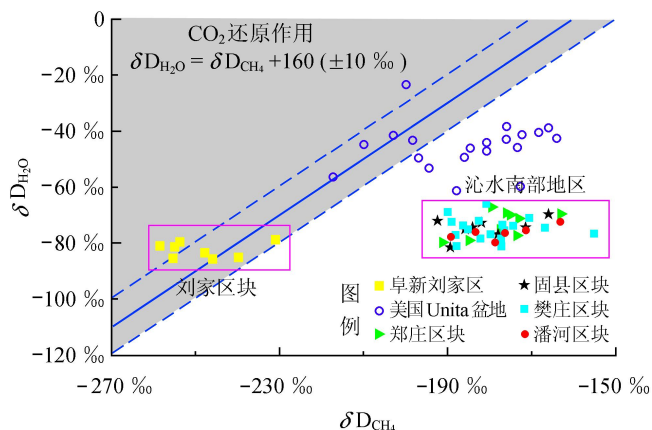 0
CO₂还原作用
δD_H₂O = δD_CH₄ +160 (±10 ‰)
−20 ‰
−40 ‰
−60 ‰
沁水南部地区
−80 ‰
刘家区块
−100 ‰
−120 ‰
δD_H₂O
图例
阜新刘家区
固县区块
美国Unita盆地
樊庄区块
郑庄区块
潘河区块
−270 ‰
−230 ‰
−190 ‰
−150 ‰
δD_CH₄